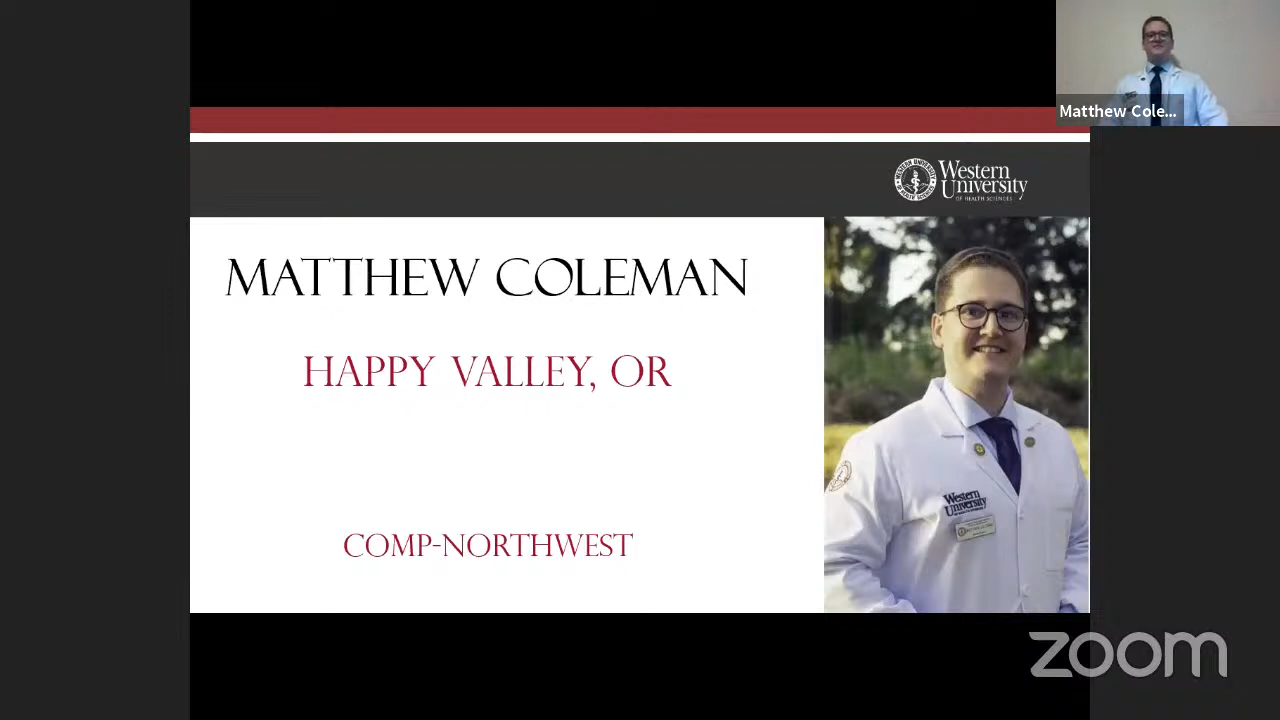 Matthew Cole...
Western
University
OF HEALTH SCIENCES
MATTHEW COLEMAN
HAPPY VALLEY, OR
COMP-NORTHWEST
Western
University
zoom